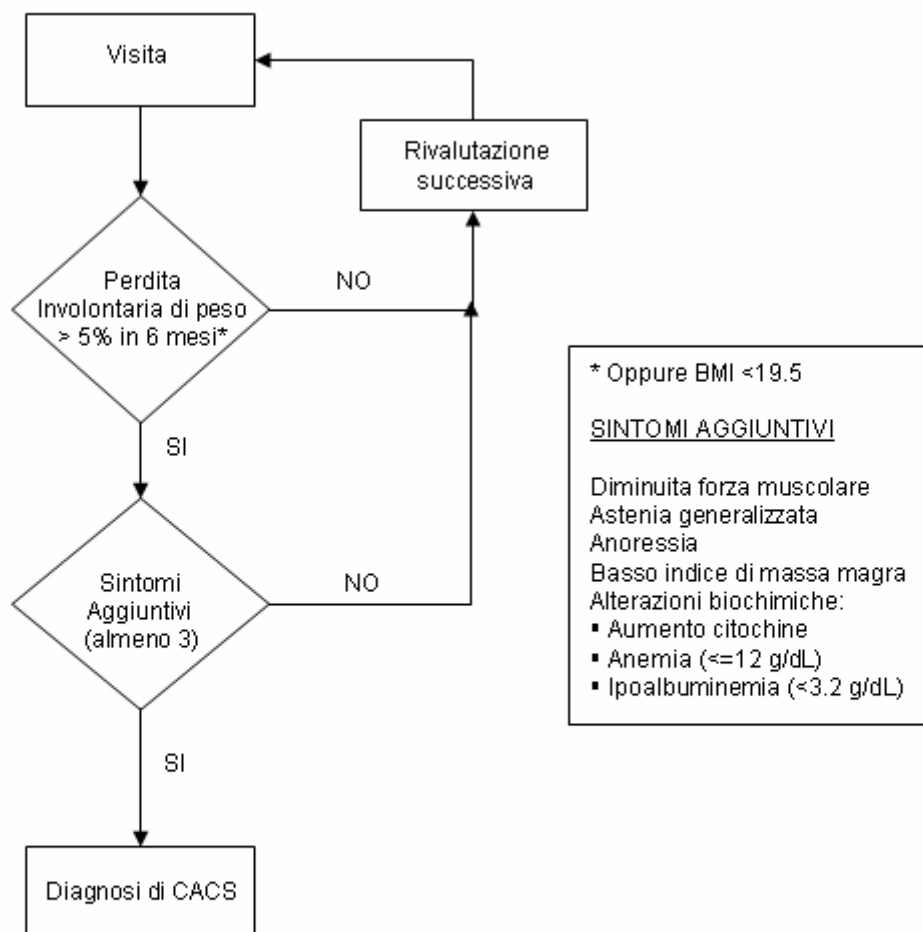 Visita
Rivalutazione
successiva
Perdita
Involontaria di peso
> 5% in 6 mesi*
NO
SI
Sintomi
Aggiuntivi
(almeno 3)
NO
SI
Diagnosi di CACS
* Oppure BMI <19.5
SINTOMI AGGIUNTIVI
Diminuita forza muscolare
Astenia generalizzata
Anoressia
Basso indice di massa magra
Alterazioni biochimiche:
▪ Aumento citochine
▪ Anemia (<=12 g/dL)
▪ Ipoalbuminemia (<3.2 g/dL)